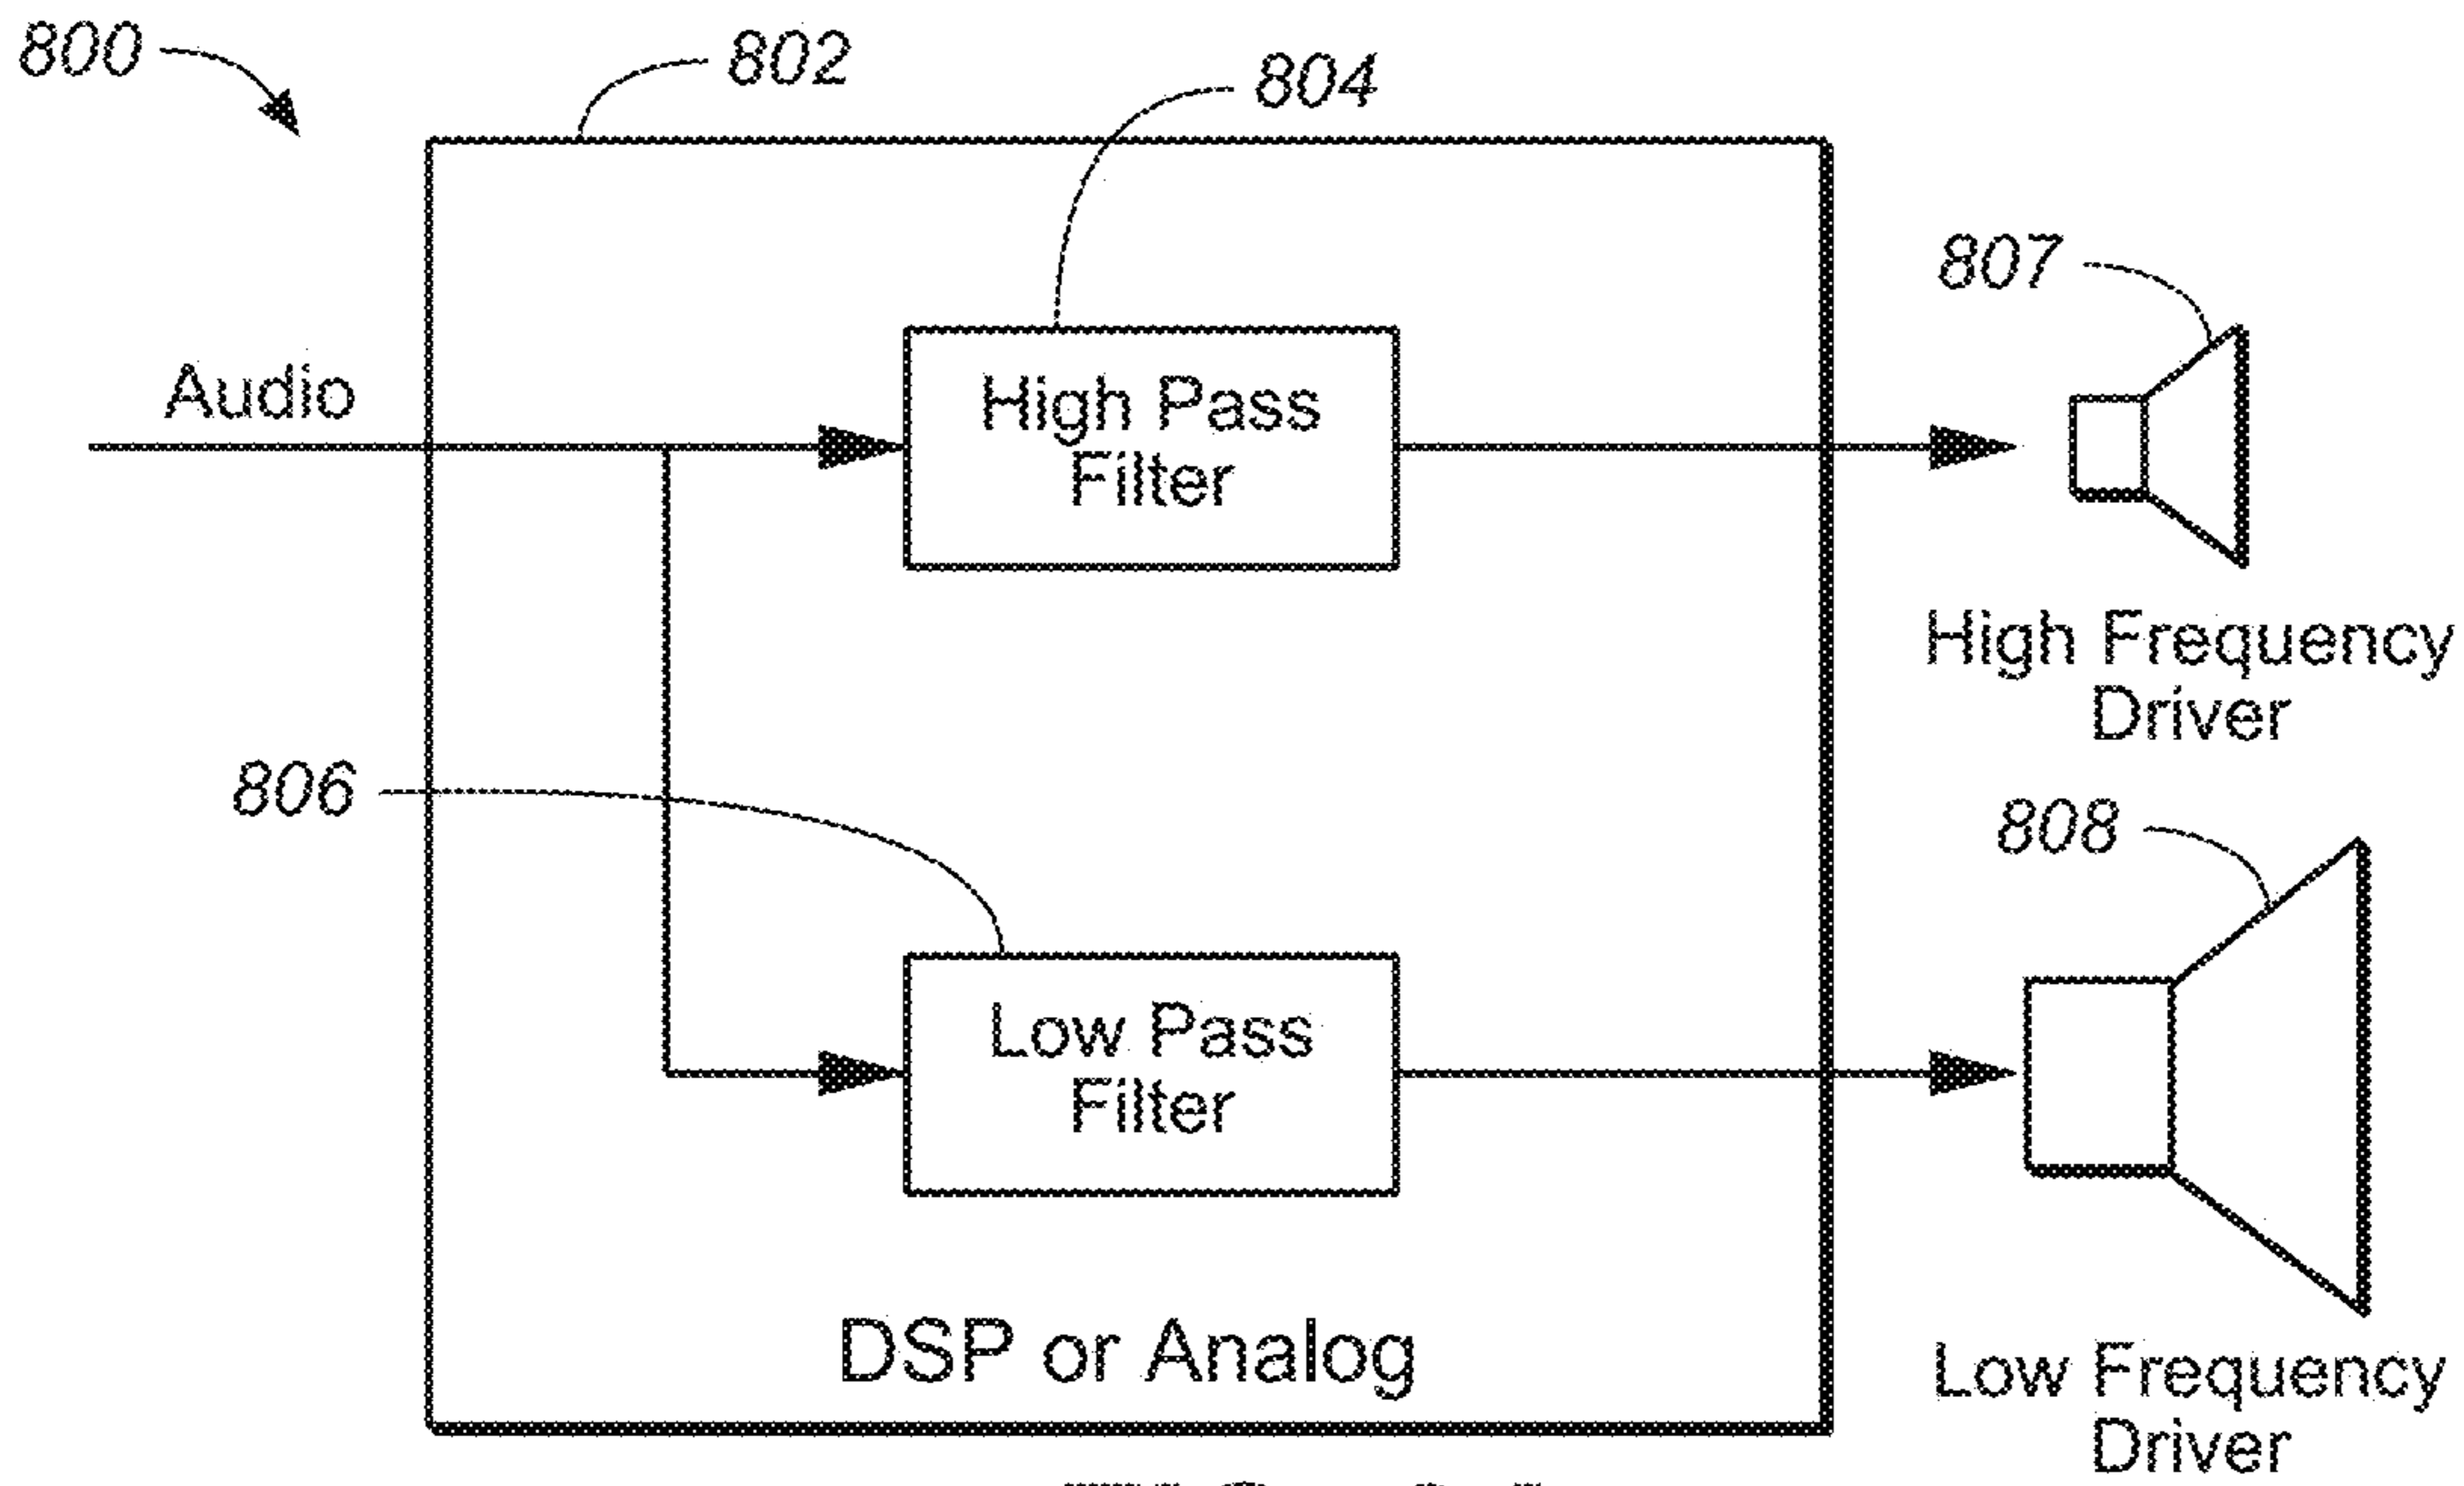 800
802
804
807
Audio
High Pass
Filter
High Frequency
Driver
806
808
Low Pass
Filter
DSP or Analog
Low Frequency
Driver